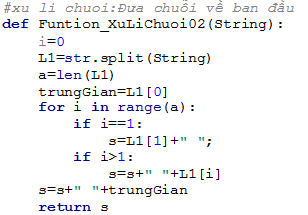 #xu li chuoi:Đưa chuỗi về ban đầu
def Funtion_XuLiChuoi02(String):
    i=0
    L1=str.split(String)
    a=len(L1)
    trungGian=L1[0]
    for i in range(a):
        if i==1:
            s=L1[1]+" ";
        if i>1:
            s=s+" "+L1[i]
    s=s+" "+trungGian
    return s